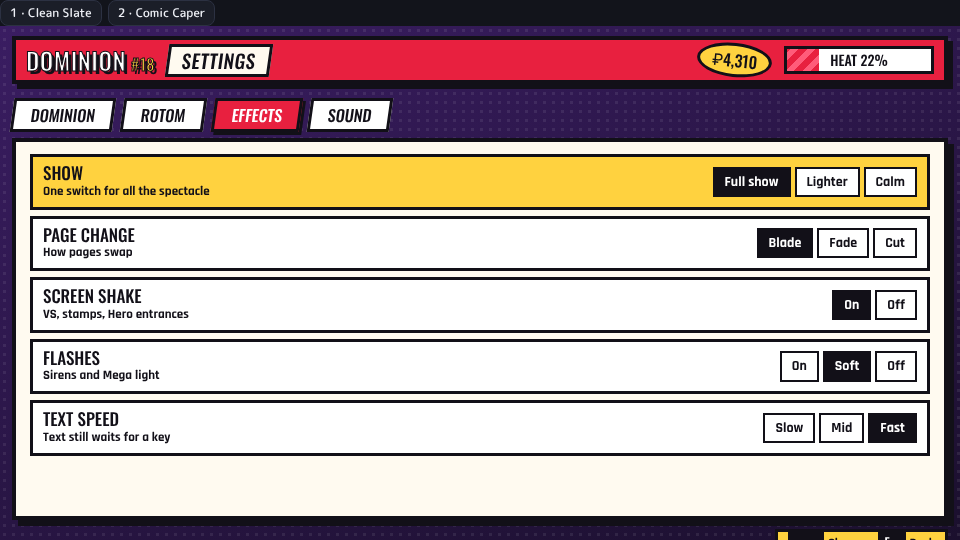 1 · Clean Slate
2 · Comic Caper
DOMINION #18
SETTINGS
₽4,310
HEAT 22%
DOMINION
ROTOM
EFFECTS
SOUND
SHOW
One switch for all the spectacle
Full show
Lighter
Calm
PAGE CHANGE
How pages swap
Blade
Fade
Cut
SCREEN SHAKE
VS, stamps, Hero entrances
On
Off
FLASHES
Sirens and Mega light
On
Soft
Off
TEXT SPEED
Text still waits for a key
Slow
Mid
Fast